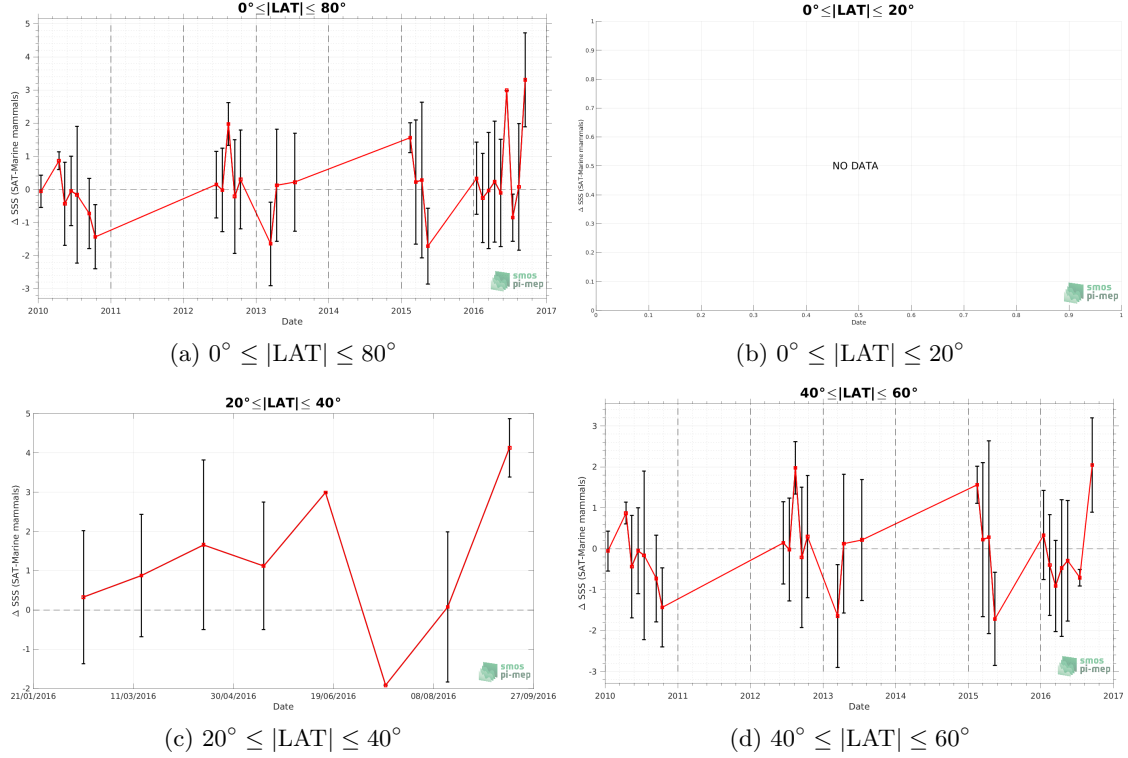 0°≤|LAT|≤ 80°
5
4
3
2
1
0
-1
-2
-3
Δ SSS (SAT-Marine mammals)
2010 2011 2012 2013 2014 2015 2016 2017
Date
smos
pi-mep
(a) 0° ≤ |LAT| ≤ 80°
0°≤|LAT|≤ 20°
1
0.9
0.8
0.7
0.6
0.5
0.4
0.3
0.2
0.1
0
Δ SSS (SAT-Marine mammals)
NO DATA
0 0.1 0.2 0.3 0.4 0.5 0.6 0.7 0.8 0.9 1
Date
smos
pi-mep
(b) 0° ≤ |LAT| ≤ 20°
20°≤|LAT|≤ 40°
5
4
3
2
1
0
-1
-2
Δ SSS (SAT-Marine mammals)
21/01/2016 11/03/2016 30/04/2016 19/06/2016 08/08/2016 27/09/2016
Date
smos
pi-mep
(c) 20° ≤ |LAT| ≤ 40°
40°≤|LAT|≤ 60°
3
2
1
0
-1
-2
-3
Δ SSS (SAT-Marine mammals)
2010 2011 2012 2013 2014 2015 2016 2017
Date
smos
pi-mep
(d) 40° ≤ |LAT| ≤ 60°